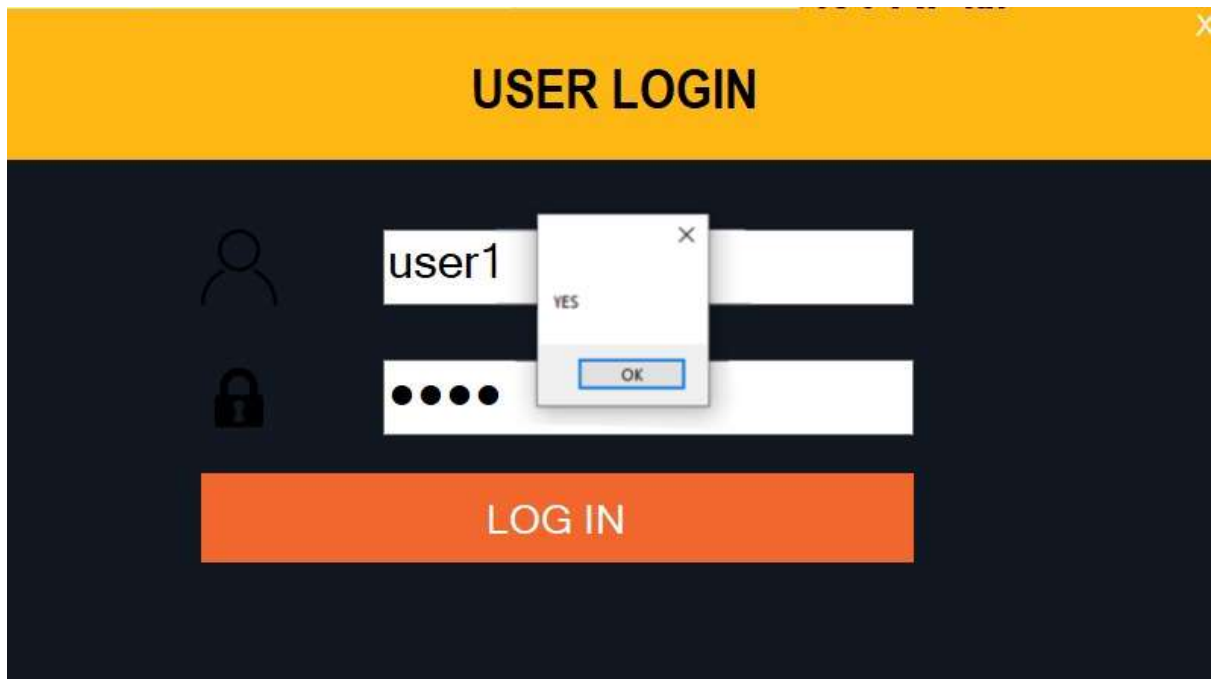 X
USER LOGIN
user1
YES
OK
LOG IN